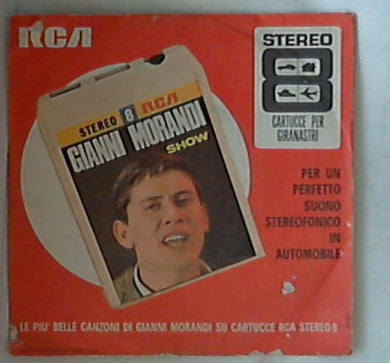 RCA
STEREO
8
CARTUCCE PER
GIRANASTRI
STEREO 8 RCA
GIANNI MORANDI
SHOW
PER UN
PERFETTO
SUONO
STEREOFONICO
IN
AUTOMOBILE
LE PIU' BELLE CANZONI DI GIANNI MORANDI SU CARTUCCE RCA STEREO 8